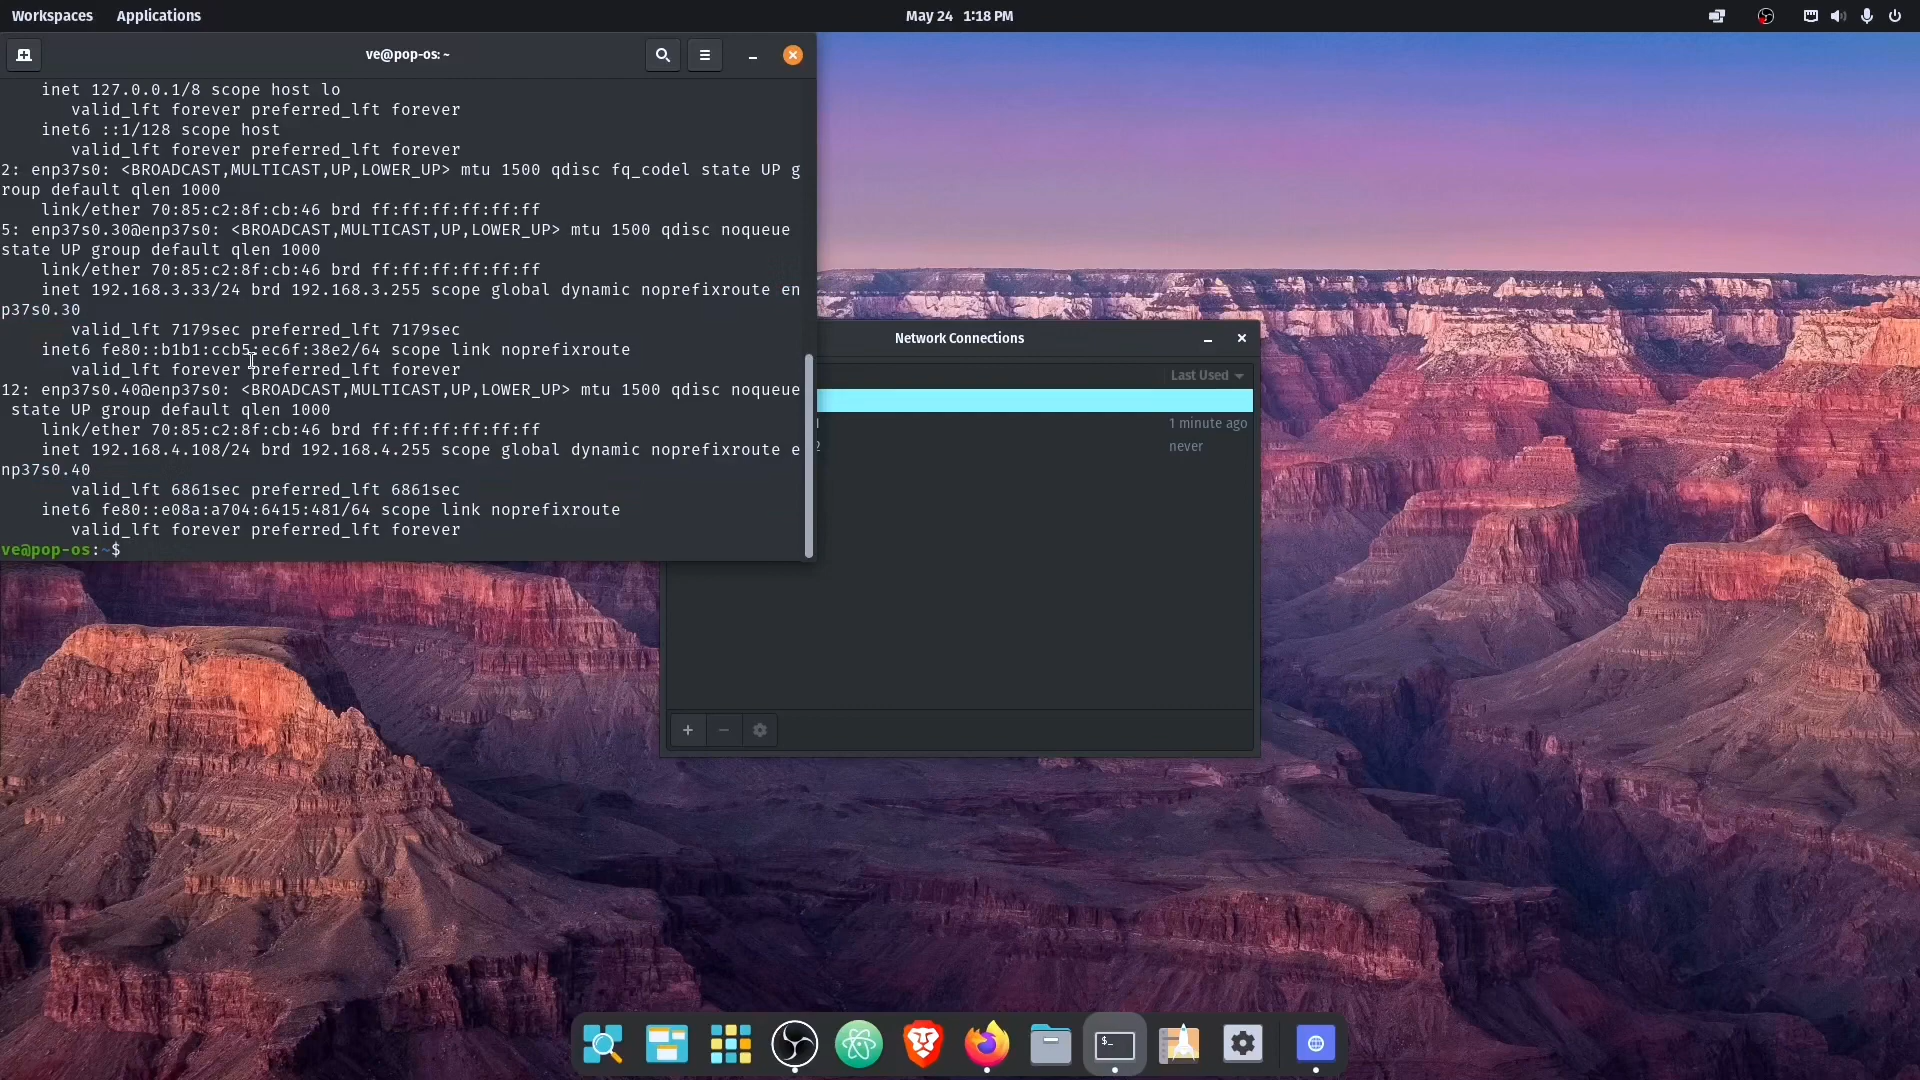 Workspaces Applications May 24 1:18 PM
ve@pop-os: ~
inet 127.0.0.1/8 scope host lo
valid_lft forever preferred_lft forever
inet6 ::1/128 scope host
valid_lft forever preferred_lft forever
2: enp37s0: <BROADCAST,MULTICAST,UP,LOWER_UP> mtu 1500 qdisc fq_codel state UP g
roup default qlen 1000
link/ether 70:85:c2:8f:cb:46 brd ff:ff:ff:ff:ff:ff
5: enp37s0.30@enp37s0: <BROADCAST,MULTICAST,UP,LOWER_UP> mtu 1500 qdisc noqueue
state UP group default qlen 1000
link/ether 70:85:c2:8f:cb:46 brd ff:ff:ff:ff:ff:ff
inet 192.168.3.33/24 brd 192.168.3.255 scope global dynamic noprefixroute en
p37s0.30
valid_lft 7179sec preferred_lft 7179sec
inet6 fe80::b1b1:ccb5:ec6f:38e2/64 scope link noprefixroute
valid_lft forever preferred_lft forever
12: enp37s0.40@enp37s0: <BROADCAST,MULTICAST,UP,LOWER_UP> mtu 1500 qdisc noqueue
state UP group default qlen 1000
link/ether 70:85:c2:8f:cb:46 brd ff:ff:ff:ff:ff:ff
inet 192.168.4.108/24 brd 192.168.4.255 scope global dynamic noprefixroute e
np37s0.40
valid_lft 6861sec preferred_lft 6861sec
inet6 fe80::e08a:a704:6415:481/64 scope link noprefixroute
valid_lft forever preferred_lft forever
ve@pop-os:~$
Network Connections
Last Used
1 minute ago
2 never
$_